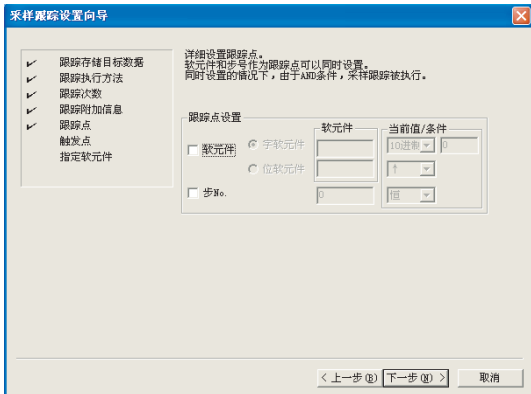 采样跟踪设置向导
跟踪存储目标数据
跟踪执行方法
跟踪次数
跟踪附加信息
跟踪点
触发点
指定软元件
详细设置跟踪点。
软元件和步号作为跟踪点可以同时设置。
同时设置的情况下，由于AND条件，采样跟踪被执行。
跟踪点设置
软元件 当前值/条件
软元件 字软元件 10进制 0
位软元件 ↑
步No. 0 恒
< 上一步(B) 下一步(N) > 取消